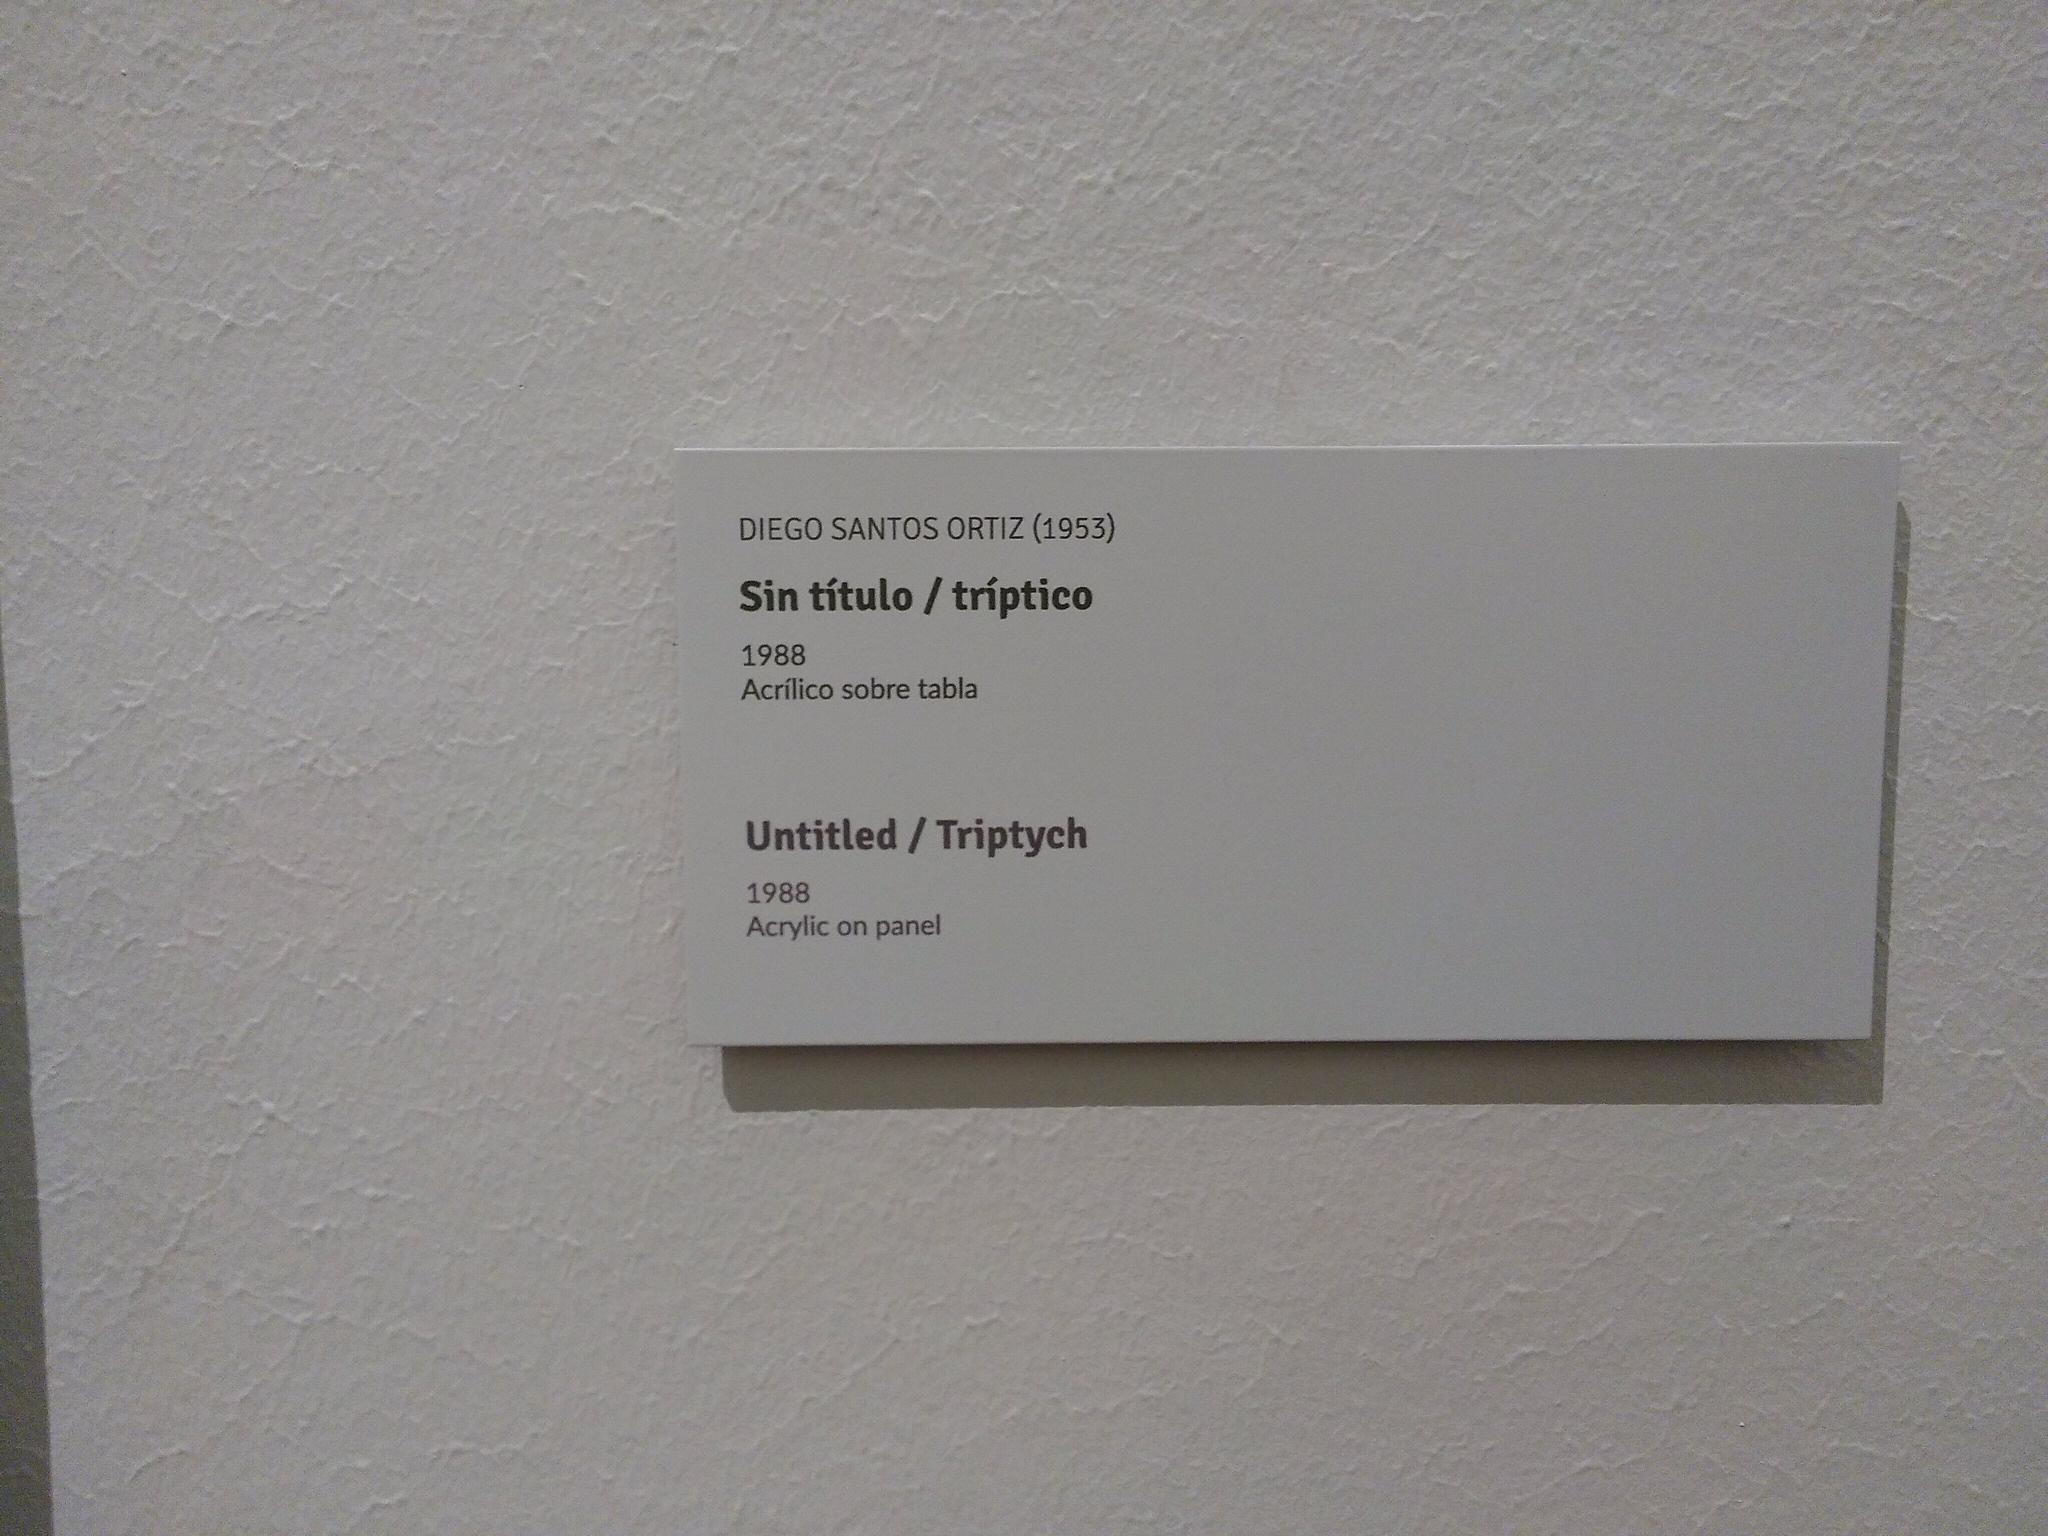 DIEGO SANTOS ORTIZ (1953)
Sin título / tríptico
1988
Acrílico sobre tabla
Untitled / Triptych
1988
Acrylic on panel